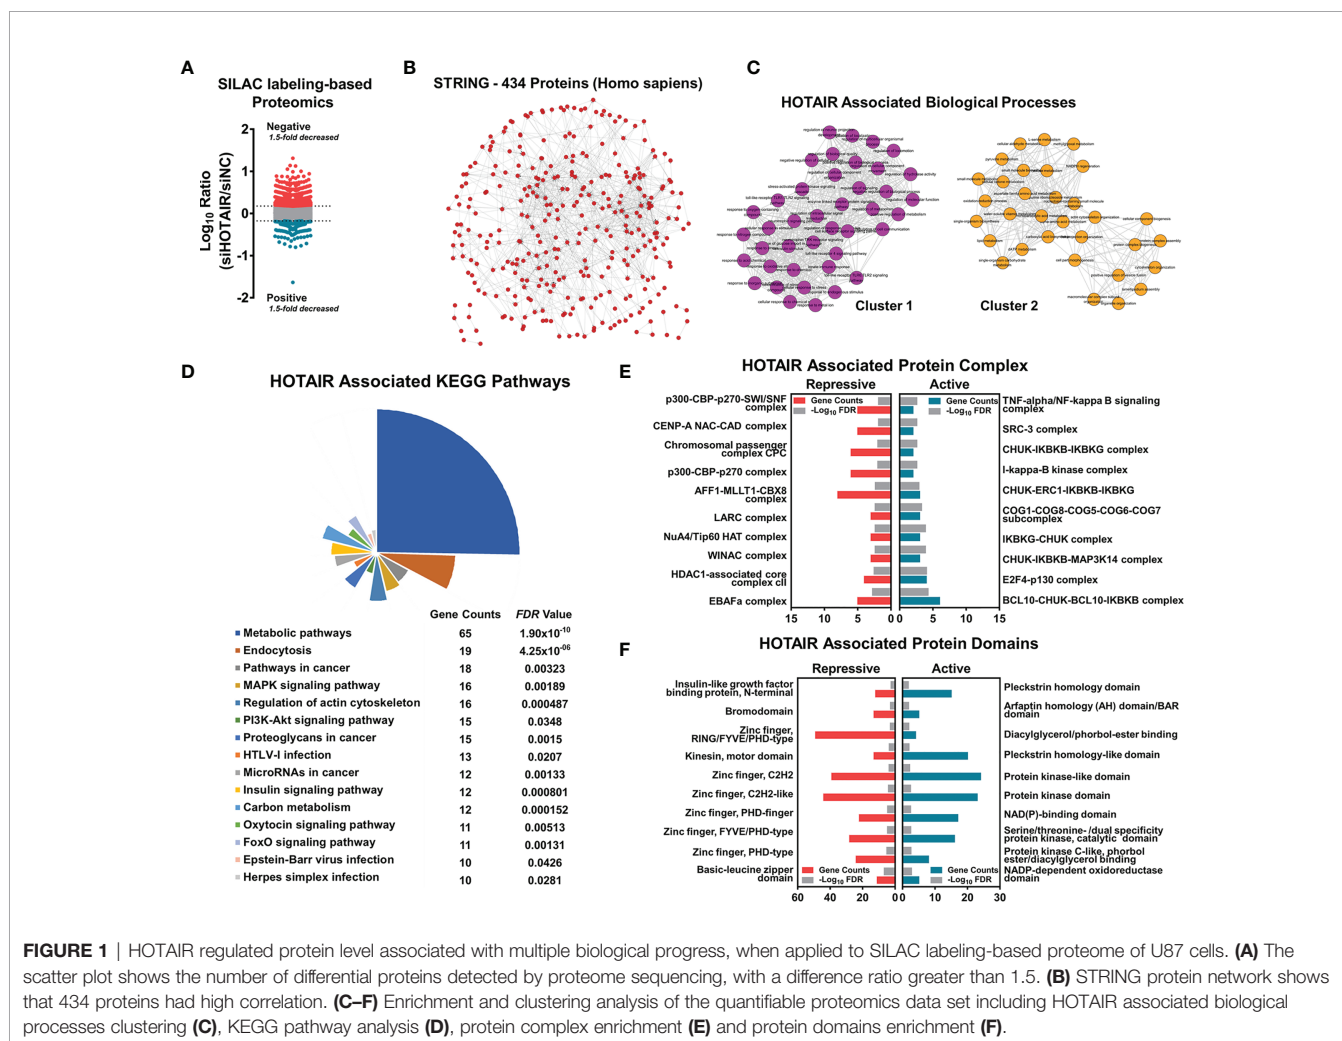 A
SILAC labeling-based
Proteomics
Log10 Ratio
(siHOTAIR/siNC)
2
1
0
-1
-2
Negative
1.5-fold decreased
Positive
1.5-fold decreased
B
STRING - 434 Proteins (Homo sapiens)
C
HOTAIR Associated Biological Processes
Cluster 1
Cluster 2
D
HOTAIR Associated KEGG Pathways
Gene Counts FDR Value
Metabolic pathways 65 1.90x10-10
Endocytosis 19 4.25x10-06
Pathways in cancer 18 0.00323
MAPK signaling pathway 16 0.00189
Regulation of actin cytoskeleton 16 0.000487
PI3K-Akt signaling pathway 15 0.0348
Proteoglycans in cancer 15 0.0015
HTLV-I infection 13 0.0207
MicroRNAs in cancer 12 0.00133
Insulin signaling pathway 12 0.000801
Carbon metabolism 12 0.000152
Oxytocin signaling pathway 11 0.00513
FoxO signaling pathway 11 0.00131
Epstein-Barr virus infection 10 0.0426
Herpes simplex infection 10 0.0281
E
HOTAIR Associated Protein Complex
Repressive Active
Gene Counts
-Log10 FDR
Gene Counts
-Log10 FDR
p300-CBP-p270-SWI/SNF
complex
CENP-A NAC-CAD complex
Chromosomal passenger
complex CPC
p300-CBP-p270 complex
AFF1-MLLT1-CBX8
complex
LARC complex
NuA4/Tip60 HAT complex
WINAC complex
HDAC1-associated core
complex cII
EBAFa complex
TNF-alpha/NF-kappa B signaling
complex
SRC-3 complex
CHUK-IKBKB-IKBKG complex
I-kappa-B kinase complex
CHUK-ERC1-IKBKB-IKBKG
COG1-COG8-COG5-COG6-COG7
subcomplex
IKBKG-CHUK complex
CHUK-IKBKB-MAP3K14 complex
E2F4-p130 complex
BCL10-CHUK-BCL10-IKBKB complex
15 10 5 0 0 5 10 15
F
HOTAIR Associated Protein Domains
Repressive Active
Insulin-like growth factor
binding protein, N-terminal
Bromodomain
Zinc finger,
RING/FYVE/PHD-type
Kinesin, motor domain
Zinc finger, C2H2
Zinc finger, C2H2-like
Zinc finger, PHD-finger
Zinc finger, FYVE/PHD-type
Zinc finger, PHD-type
Basic-leucine zipper
domain
Pleckstrin homology domain
Arfaptin homology (AH) domain/BAR
domain
Diacylglycerol/phorbol-ester binding
Pleckstrin homology-like domain
Protein kinase-like domain
Protein kinase domain
NAD(P)-binding domain
Serine/threonine- /dual specificity
protein kinase, catalytic domain
Protein kinase C-like, phorbol
ester/diacylglycerol binding
NADP-dependent oxidoreductase
domain
Gene Counts
-Log10 FDR
Gene Counts
-Log10 FDR
60 40 20 0 0 10 20 30
FIGURE 1 | HOTAIR regulated protein level associated with multiple biological progress, when applied to SILAC labeling-based proteome of U87 cells. (A) The
scatter plot shows the number of differential proteins detected by proteome sequencing, with a difference ratio greater than 1.5. (B) STRING protein network shows
that 434 proteins had high correlation. (C–F) Enrichment and clustering analysis of the quantifiable proteomics data set including HOTAIR associated biological
processes clustering (C), KEGG pathway analysis (D), protein complex enrichment (E) and protein domains enrichment (F).